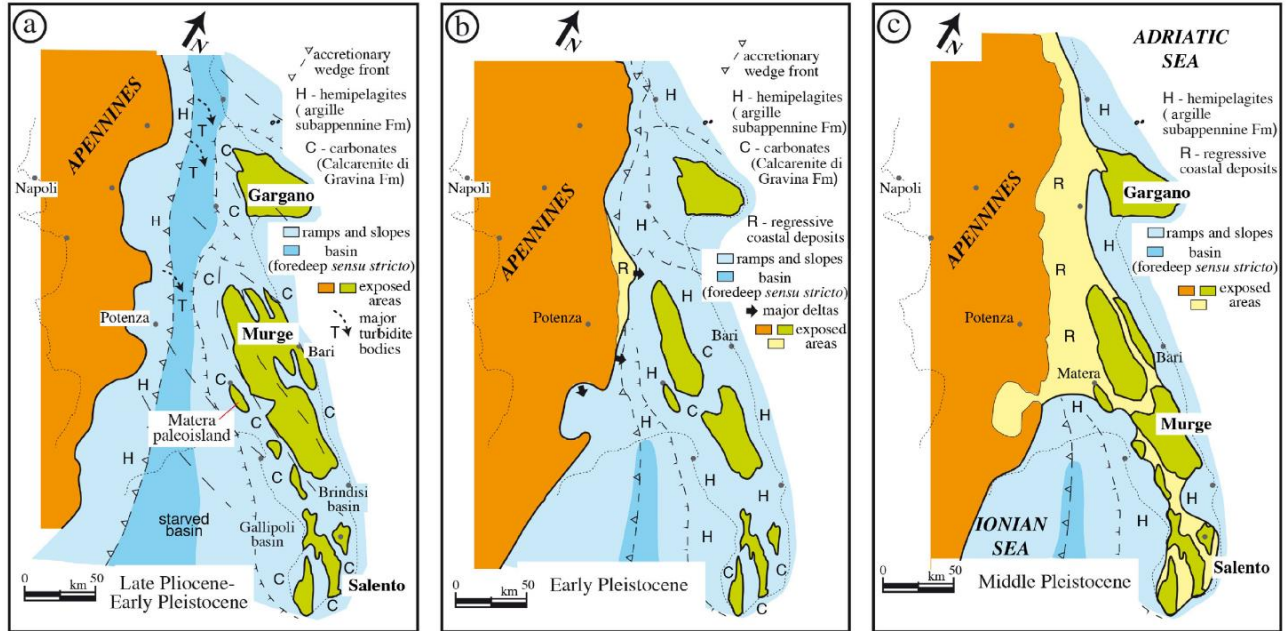 a
N
accretionary
wedge front
H - hemipelagites
( argille
subappennine Fm)
C - carbonates
(Calcarenite di
Gravina Fm)
APENNINES
Napoli
H
T
T
C
Gargano
H
C
ramps and slopes
basin
(foredeep sensu stricto)
exposed
areas
major
turbidite
bodies
T
C
C
T
Potenza
Murge
Bari
H
C
C
Matera
paleoisland
C
C
H
C
starved
basin
Gallipoli
basin
Brindisi
basin
C
C
Salento
C
0 50
km
Late Pliocene-
Early Pleistocene
b
N
accretionary
wedge front
H
H - hemipelagites
( argille
subappennine Fm)
C - carbonates
(Calcarenite di
Gravina Fm)
APENNINES
Napoli
H
R - regressive
coastal deposits
R
ramps and slopes
basin
(foredeep sensu stricto)
major deltas
exposed
areas
H
Potenza
Bari
C
H
C
C
H
H
H
H
H
C
C
C
C
0 50
km
Early Pleistocene
c
N
ADRIATIC
SEA
H
H - hemipelagites
( argille
subappennine Fm)
R - regressive
coastal deposits
APENNINES
Napoli
R
Gargano
H
ramps and slopes
basin
(foredeep sensu stricto)
exposed
areas
R
Potenza
R
H
Bari
Matera
H
Murge
H
H
IONIAN
SEA
H
Salento
0 50
km
Middle Pleistocene